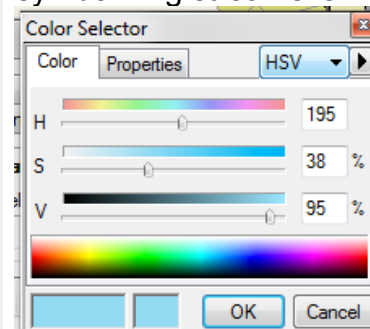 Color Selector
Color Properties HSV
H 195
S 38 %
V 95 %
OK Cancel